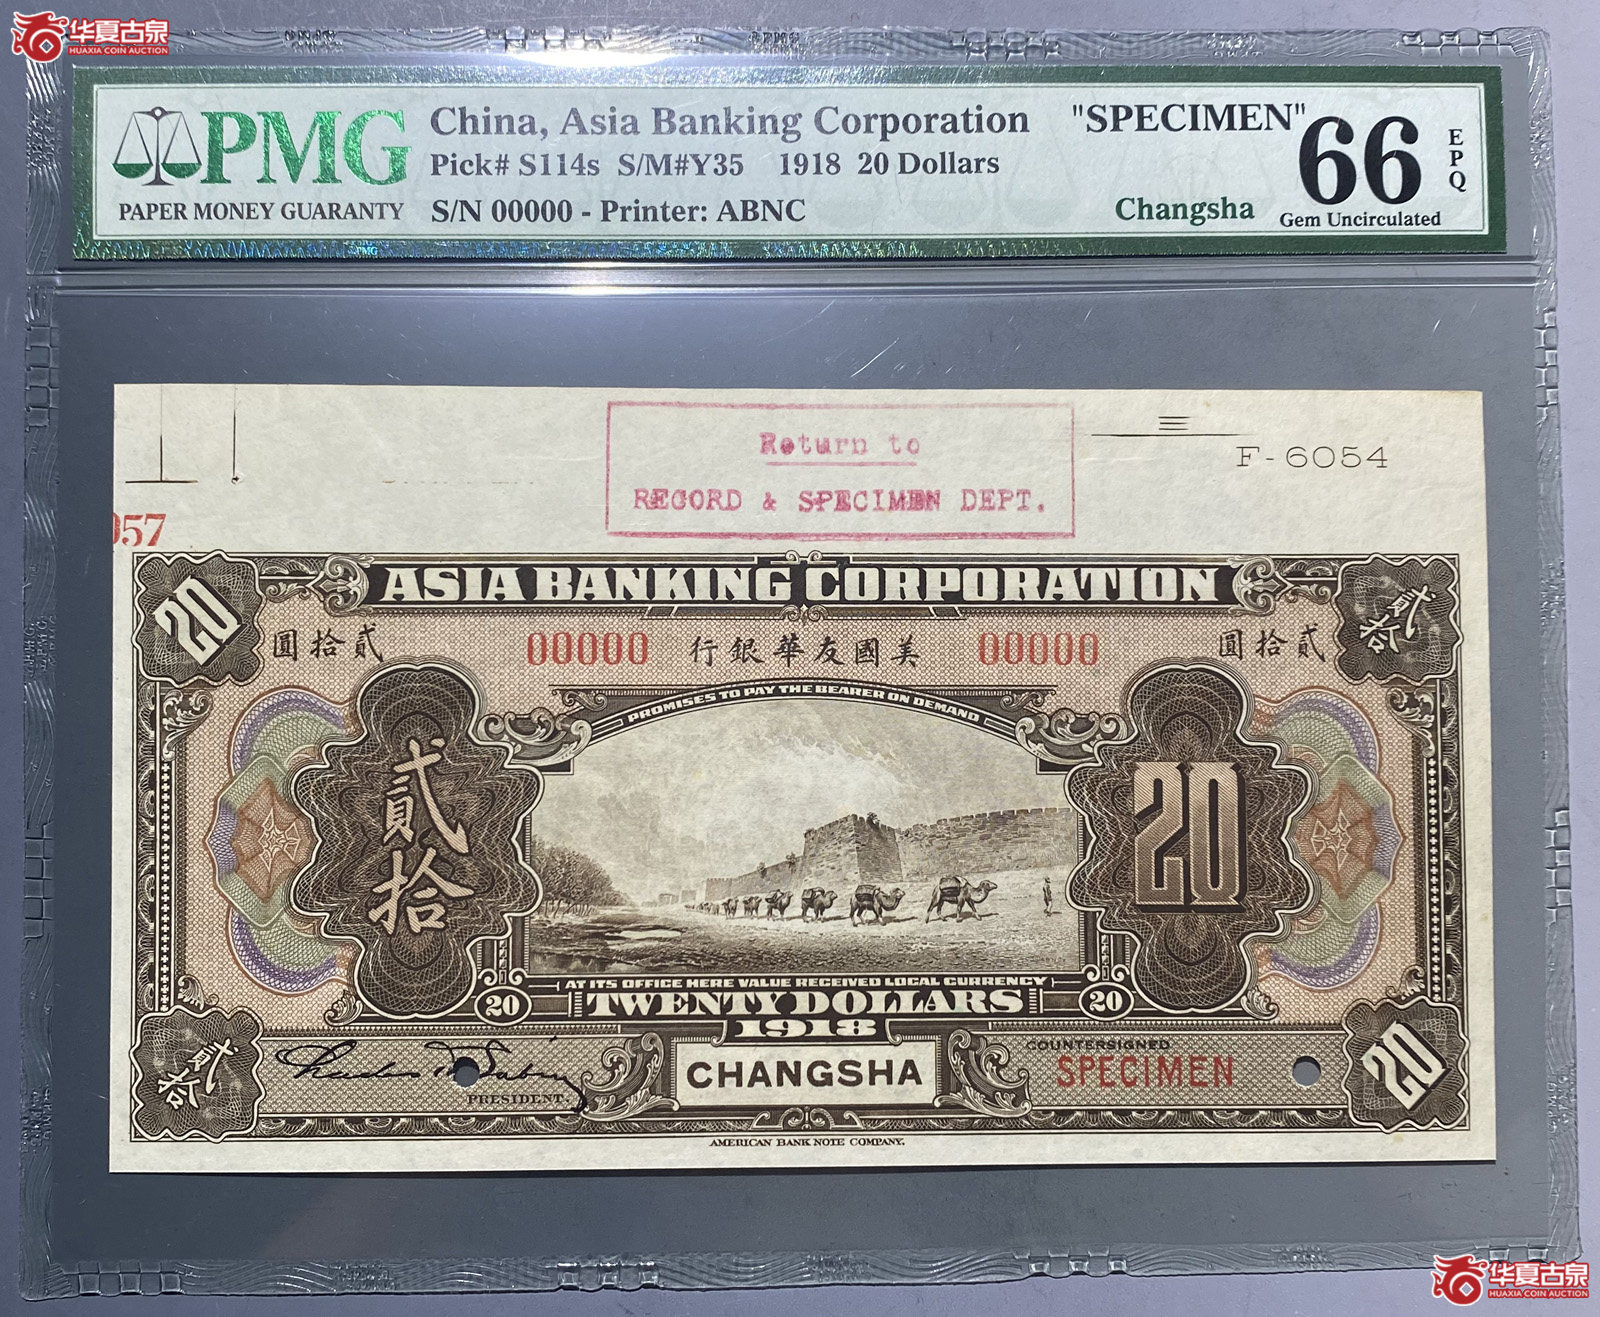 华夏古泉
HUAXIA COIN AUCTION
PMG
PAPER MONEY GUARANTY
China, Asia Banking Corporation
Pick# S114s S/M#Y35 1918 20 Dollars
S/N 00000 - Printer: ABNC
"SPECIMEN"
Changsha
66
EPQ
Gem Uncirculated
PMG
Return to
RECORD & SPECIMEN DEPT.
F-6054
057
ASIA BANKING CORPORATION
20
圓拾貳
00000
行銀華友國美
00000
圓拾貳
貳拾
PROMISES TO PAY THE BEARER ON DEMAND
貳拾
20
AT ITS OFFICE HERE VALUE RECEIVED LOCAL CURRENCY
20
TWENTY DOLLARS
20
1918
貳拾
PRESIDENT.
CHANGSHA
COUNTERSIGNED
SPECIMEN
20
AMERICAN BANK NOTE COMPANY.
华夏古泉
HUAXIA COIN AUCTION